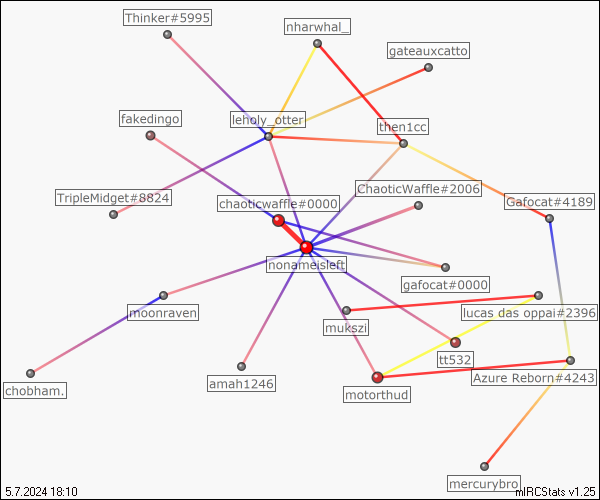 Thinker#5995
nharwhal_
gateauxcatto
fakedingo
leholy_otter
then1cc
TripleMidget#8824
chaoticwaffle#0000
ChaoticWaffle#2006
Gafocat#4189
nonameisleft
gafocat#0000
moonraven
mukszi
lucas das oppai#2396
tt532
chobham.
amah1246
motorthud
Azure Reborn#4243
mercurybro
5.7.2024 18:10
mIRCStats v1.25